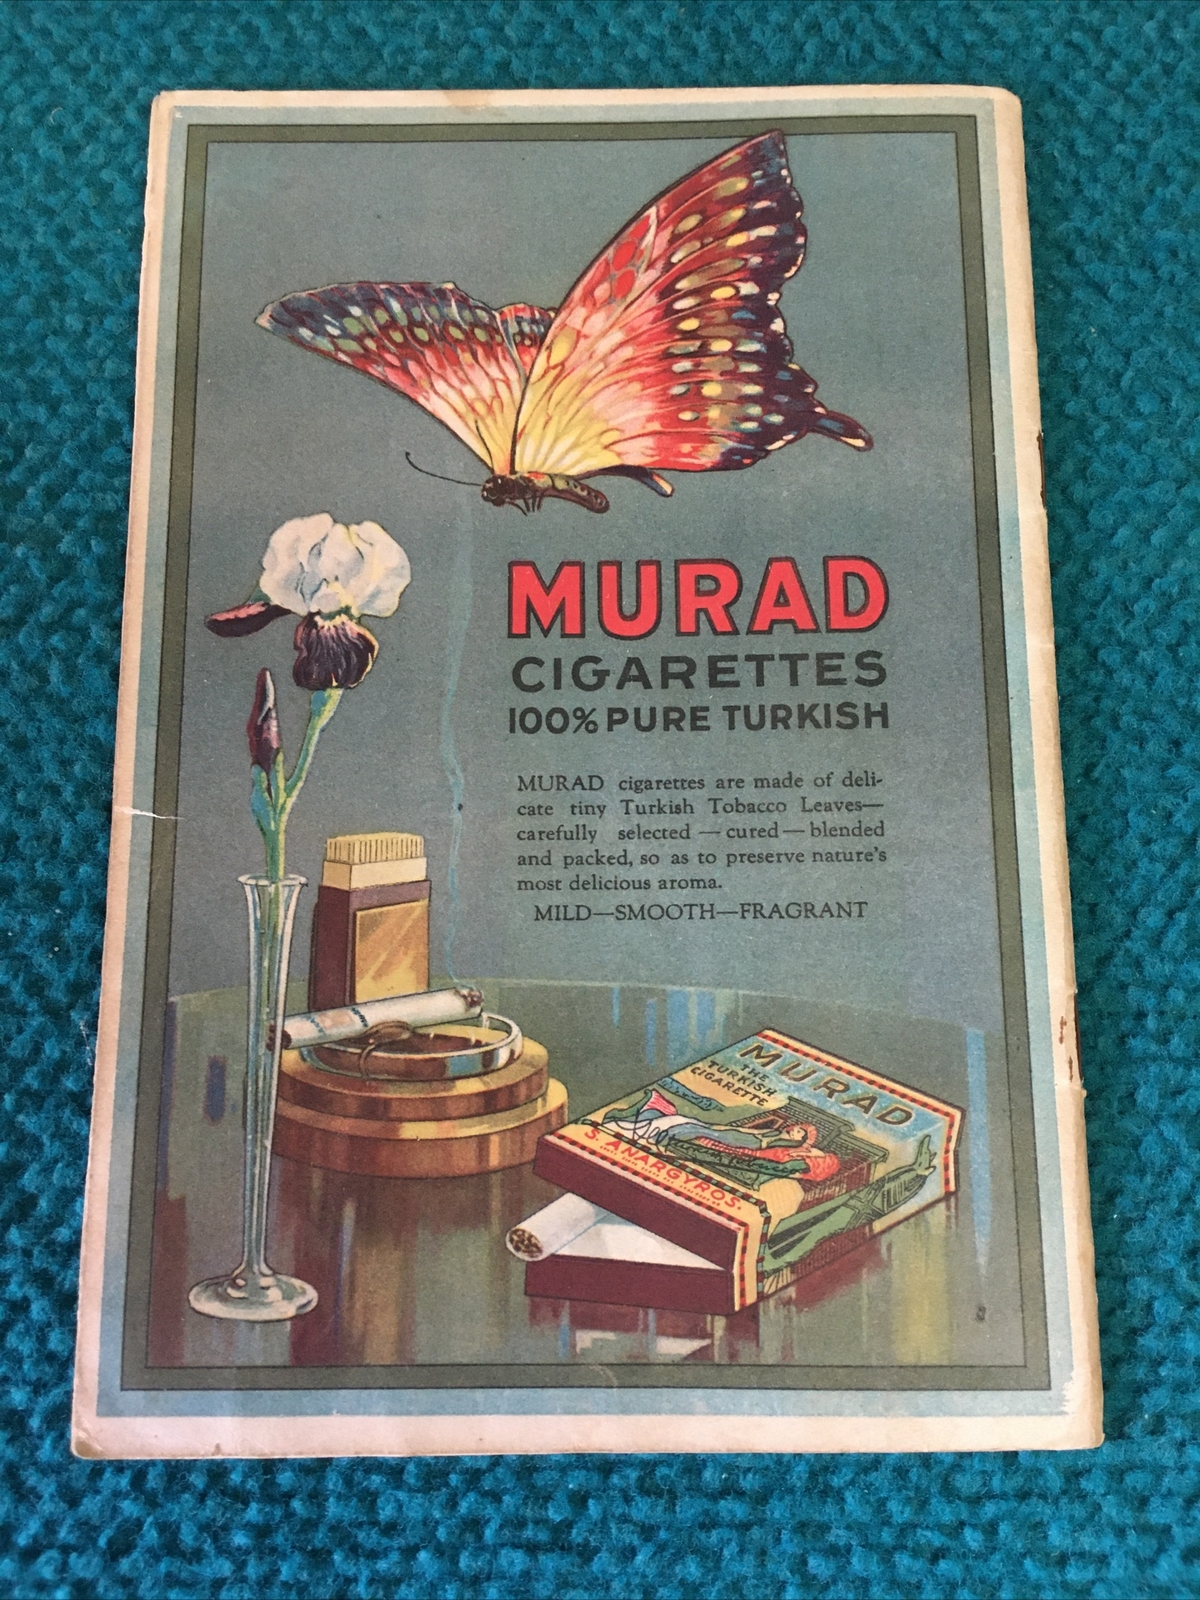 MURAD
CIGARETTES
100% PURE TURKISH
MURAD cigarettes are made of deli-
cate tiny Turkish Tobacco Leaves—
carefully selected — cured — blended
and packed, so as to preserve nature's
most delicious aroma.
MILD—SMOOTH—FRAGRANT
MURAD
THE
TURKISH
CIGARETTE
S. ANARGYROS.